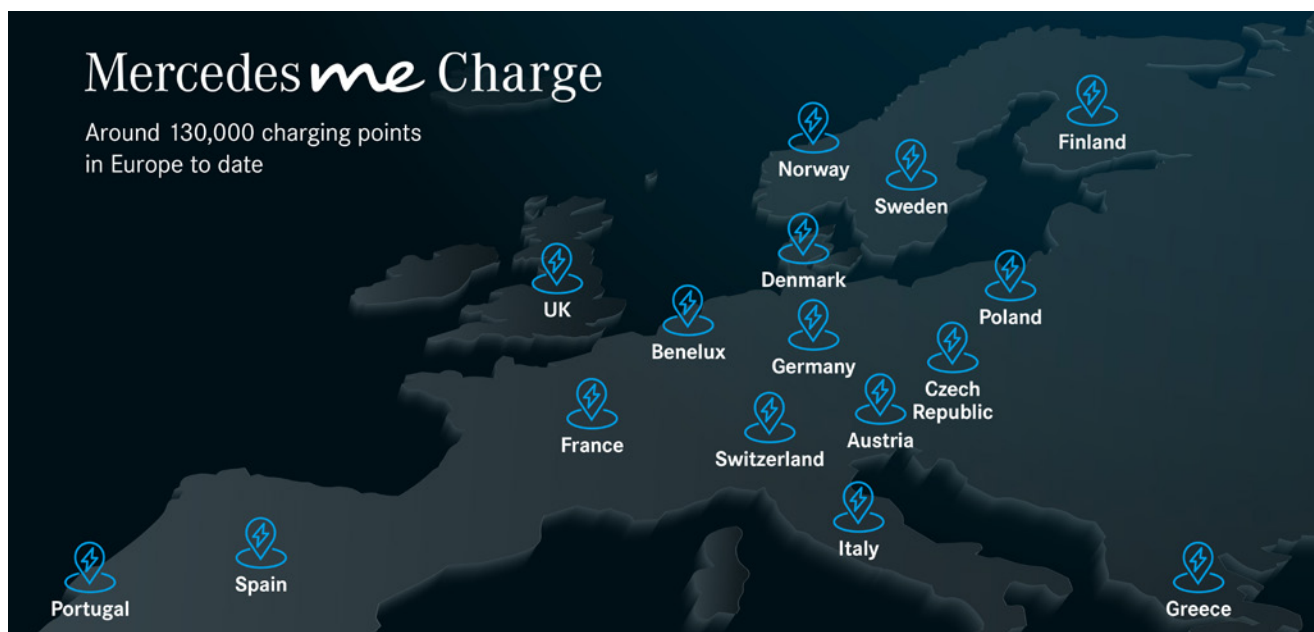 Mercedes me Charge
Around 130,000 charging points
in Europe to date
Finland
Norway
Sweden
Denmark
UK
Poland
Benelux
Germany
Czech
Republic
France
Switzerland
Austria
Italy
Spain
Portugal
Greece